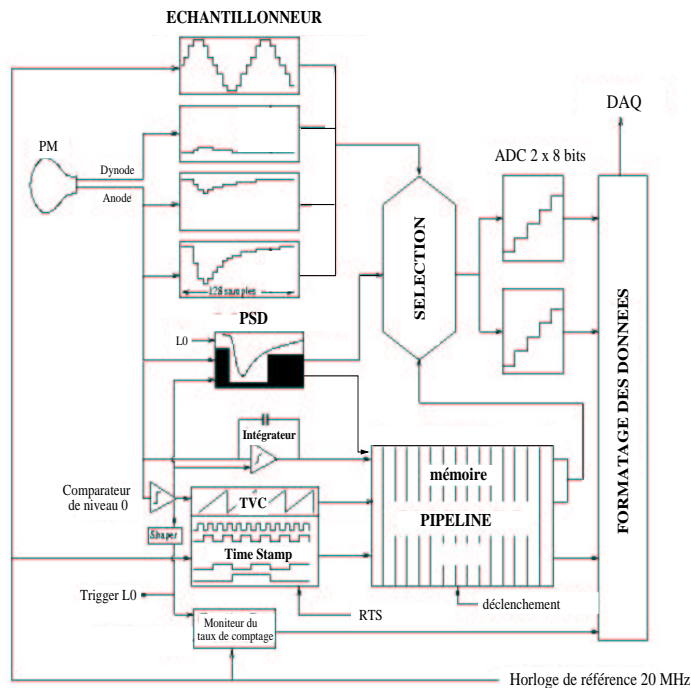 ECHANTILLONNEUR
DAQ
PM
ADC 2 x 8 bits
Dynode
Anode
SELECTION
128 samples
PSD
L0
FORMATAGE DES DONNEES
Intégrateur
mémoire
Comparateur
de niveau 0
TVC
PIPELINE
Shaper
Time Stamp
Trigger L0
déclenchement
RTS
Moniteur du
taux de comptage
Horloge de référence 20 MHz